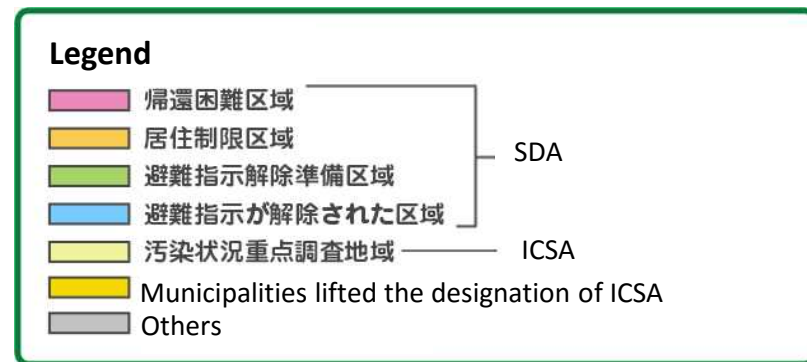 Legend
帰還困難区域
居住制限区域
避難指示解除準備区域
避難指示が解除された区域
SDA
汚染状況重点調査地域
ICSA
Municipalities lifted the designation of ICSA
Others